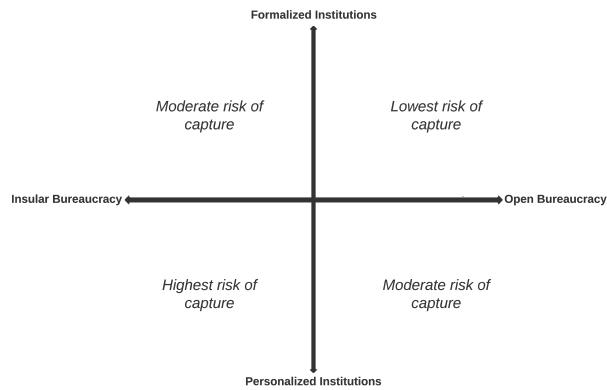 Formalized Institutions
Moderate risk of
capture
Lowest risk of
capture
Insular Bureaucracy
Open Bureaucracy
Highest risk of
capture
Moderate risk of
capture
Personalized Institutions